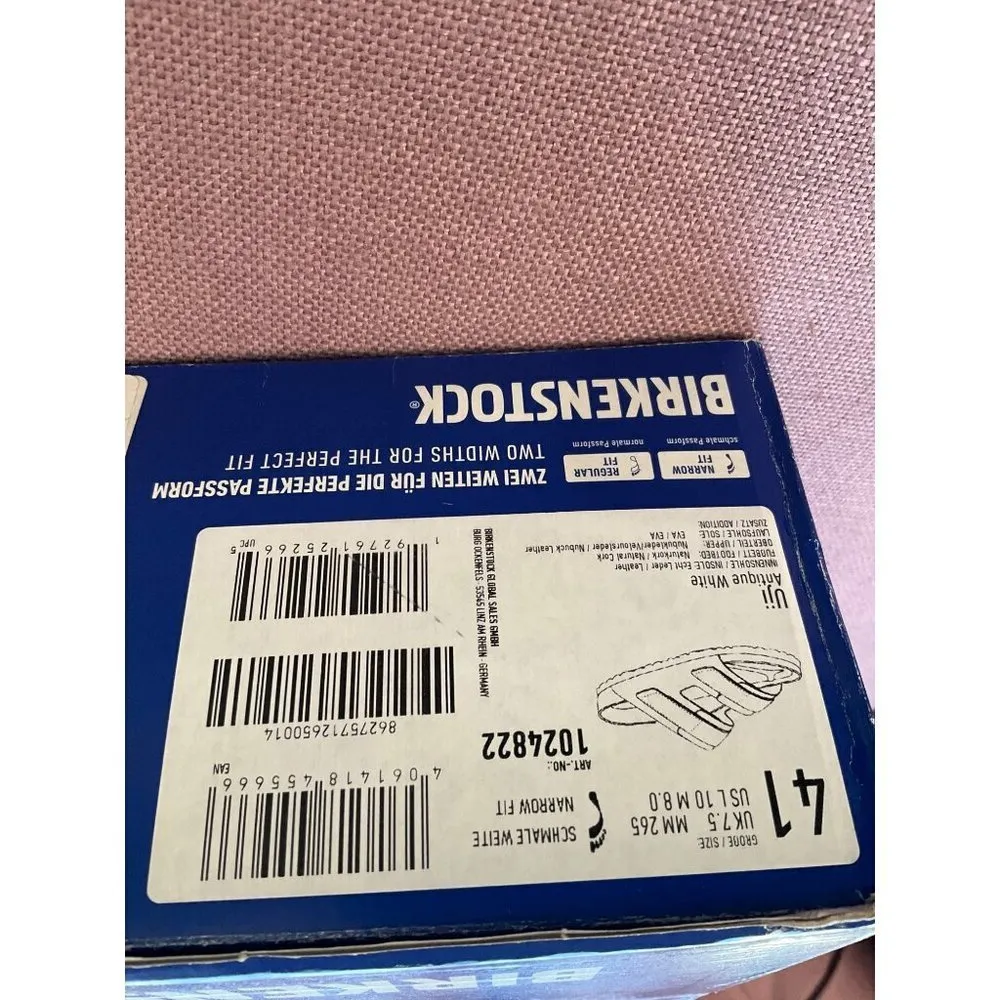 GRÖßE / SIZE:
41
UK 7.5 MM 265
US L 10 M 8.0
SCHMALE WEITE
NARROW FIT
ART.-NO.:
1024822
4 061418 455666
EAN
86275712650014
Uji
Antique White
INNENSOHLE / INSOLE: Echt Leder / Leather
FUßBETT / FOOTBED: Naturkork / Natural Cork
OBERTEIL / UPPER: Nubukleder/Veloursleder / Nubuck Leather
LAUFSOHLE / SOLE: EVA / EVA
ZUSATZ / ADDITION:
BIRKENSTOCK GLOBAL SALES GMBH
BURG OCKENFELS · 53545 LINZ AM RHEIN · GERMANY
1 92761 25266 5
UPC
NARROW FIT
schmale Passform
REGULAR FIT
normale Passform
ZWEI WEITEN FÜR DIE PERFEKTE PASSFORM
TWO WIDTHS FOR THE PERFECT FIT
BIRKENSTOCK®